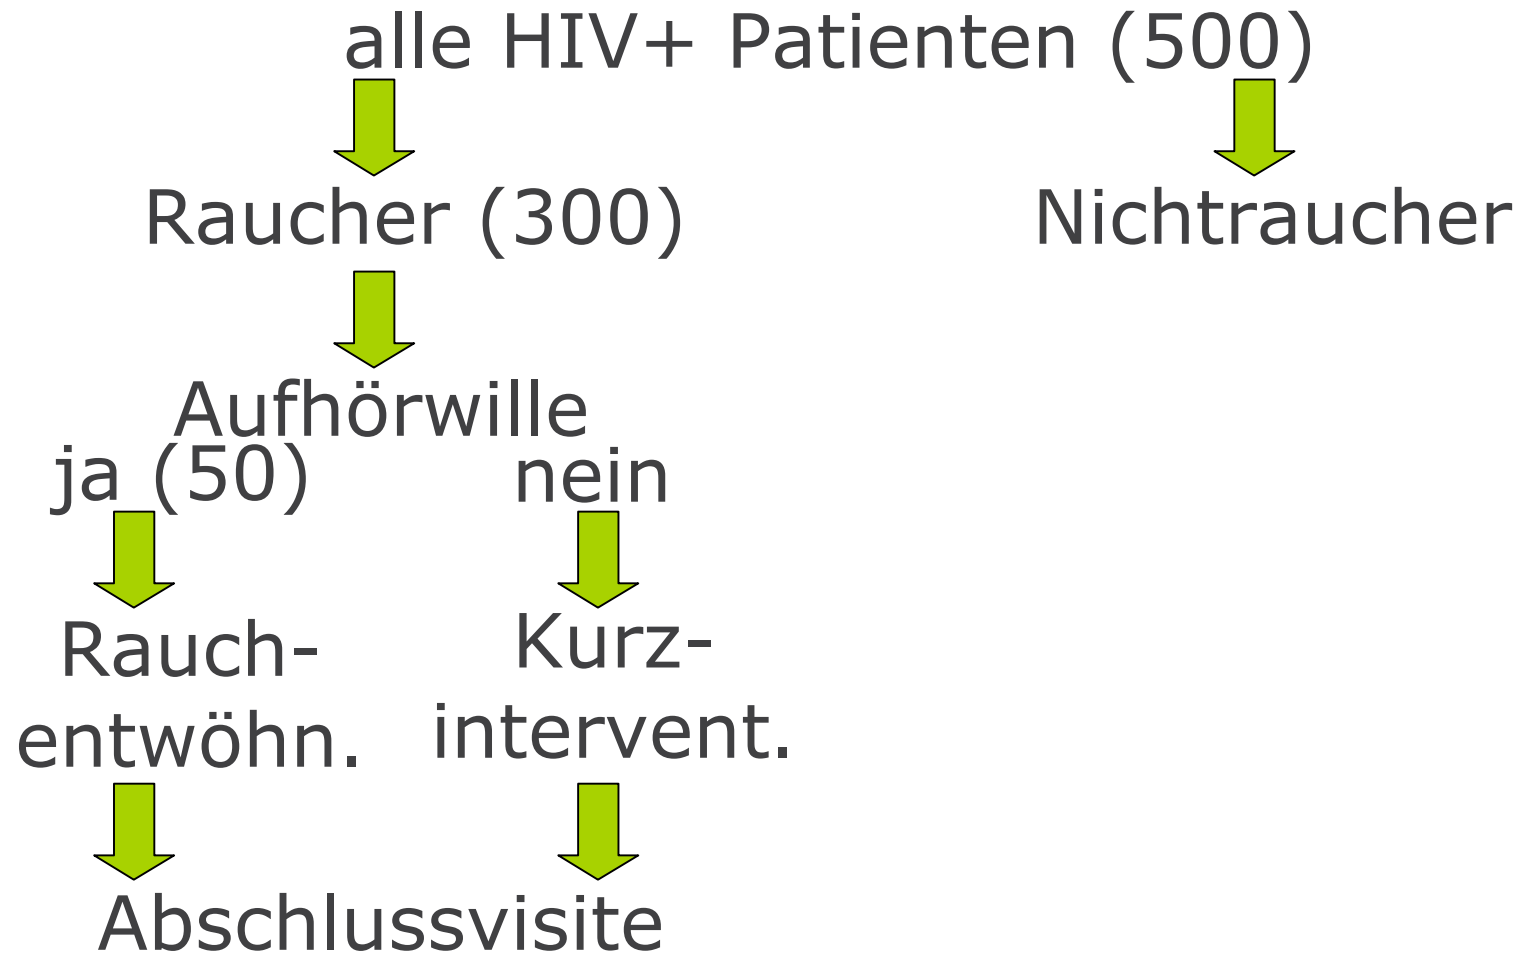 alle HIV+ Patienten (500)
Raucher (300)
Nichtraucher
Aufhörwille
ja (50)
nein
Rauch-
entwöhn.
Kurz-
intervent.
Abschlussvisite